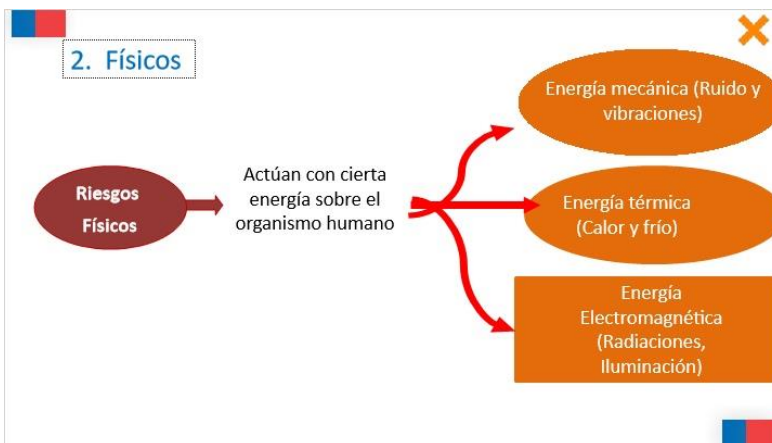 2. Físicos
Riesgos
Físicos
Actúan con cierta
energía sobre el
organismo humano
Energía mecánica (Ruido y
vibraciones)
Energía térmica
(Calor y frío)
Energía
Electromagnética
(Radiaciones,
Iluminación)